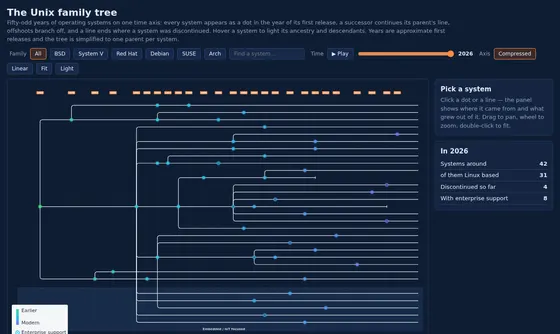 The Unix family tree
Fifty-odd years of operating systems on one time axis: every system appears as a dot in the year of its first release, a successor continues its parent's line,
offshoots branch off, and a line ends where a system was discontinued. Hover a system to light its ancestry and descendants. Years are approximate first
releases and the tree is simplified to one parent per system.
Family All BSD System V Red Hat Debian SUSE Arch Find a system... Time ▶ Play 2026 Axis Compressed
Linear Fit Light
Pick a system
Click a dot or a line — the panel
shows where it came from and what
grew out of it. Drag to pan, wheel to
zoom, double-click to fit.
In 2026
Systems around 42
of them Linux based 31
Discontinued so far 4
With enterprise support 8
Earlier
Modern
Enterprise support